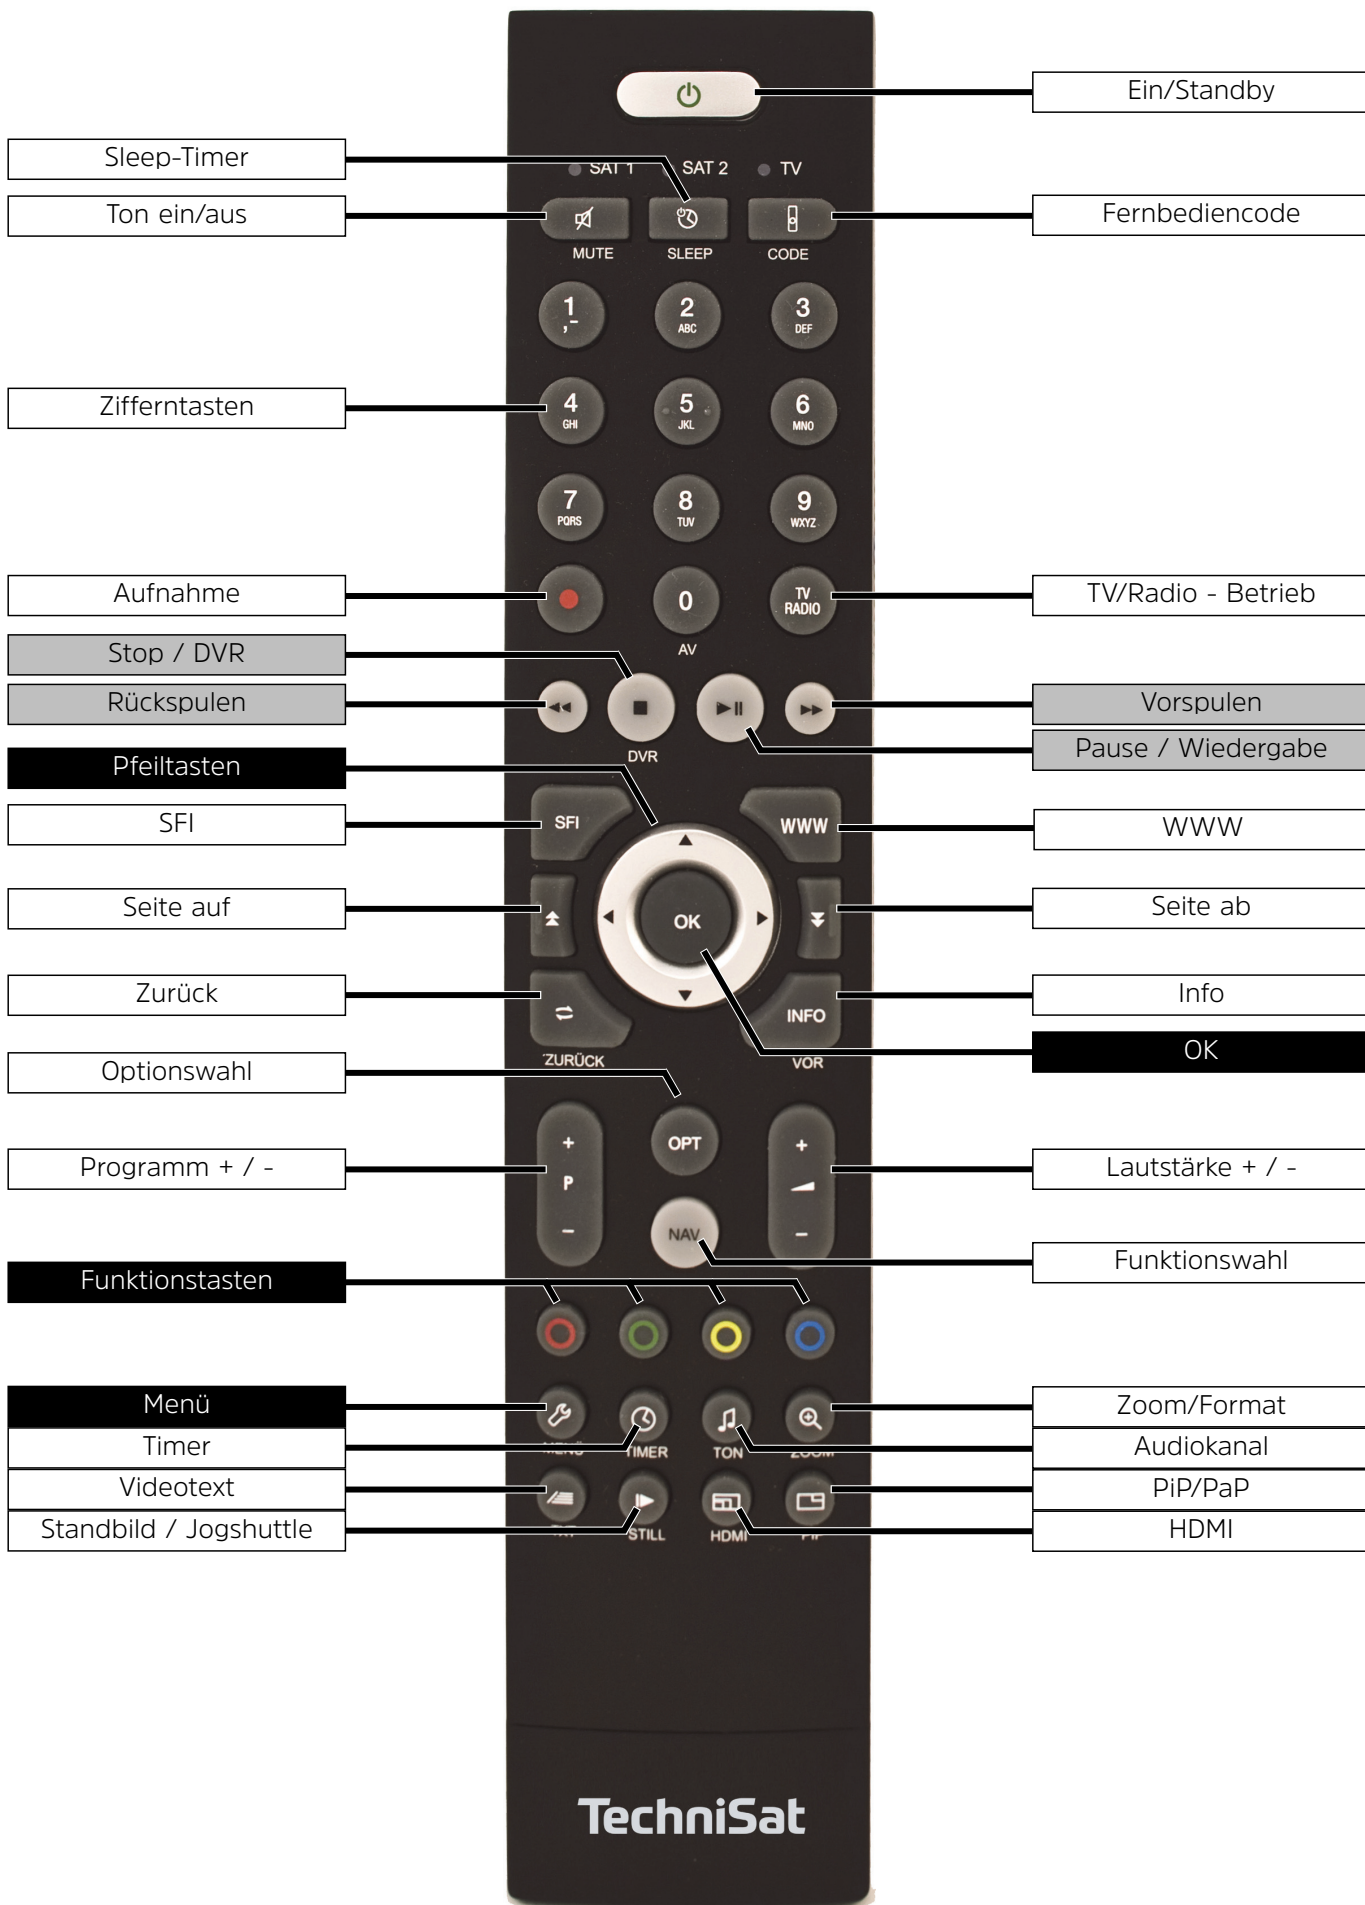 Ein/Standby
Sleep-Timer
SAT 1 SAT 2 TV
Ton ein/aus
Fernbediencode
MUTE SLEEP CODE
1 2 3
,- ABC DEF
Zifferntasten
4 5 6
GHI JKL MNO
7 8 9
PQRS TUV WXYZ
Aufnahme
0
TV
RADIO
TV/Radio - Betrieb
AV
Stop / DVR
Rückspulen
Vorspulen
Pause / Wiedergabe
DVR
Pfeiltasten
SFI
SFI
WWW
WWW
Seite auf
OK
Seite ab
Zurück
INFO
Info
ZURÜCK
VOR
OK
Optionswahl
+ OPT +
Programm + / -
P
Lautstärke + / -
- NAV -
Funktionswahl
Funktionstasten
Menü
Zoom/Format
MENÜ TIMER TON ZOOM
Timer
Audiokanal
Videotext
PiP/PaP
TXT STILL HDMI PIP
Standbild / Jogshuttle
HDMI
TechniSat